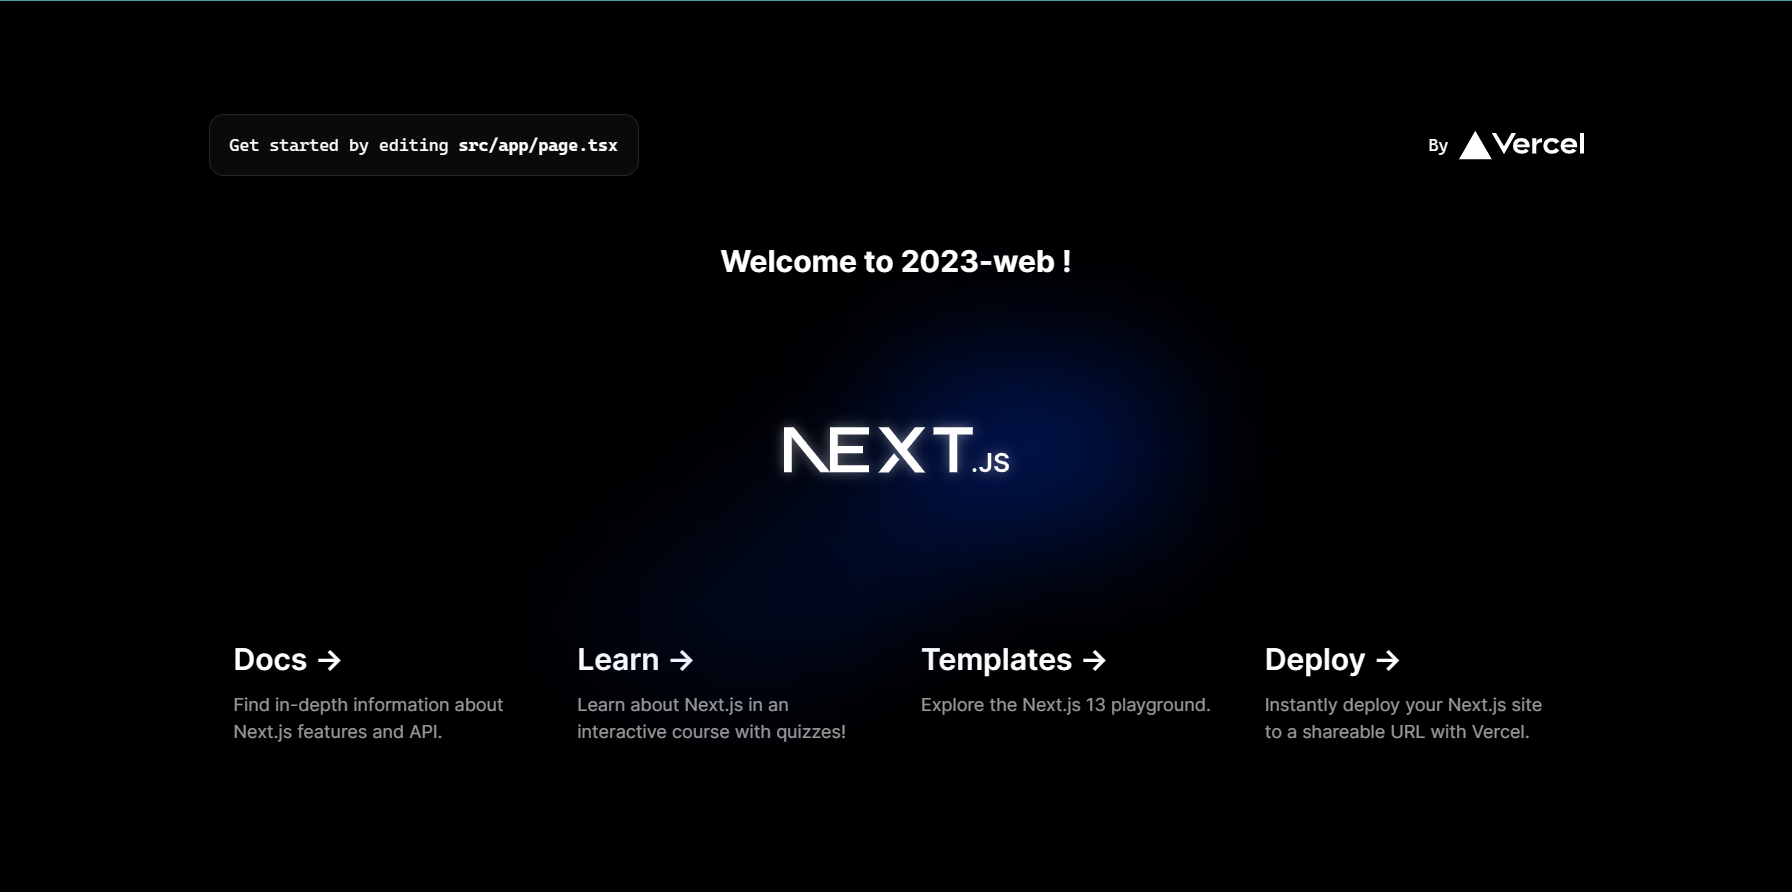 Get started by editing src/app/page.tsx
By Vercel
Welcome to 2023-web !
NEXT.JS
Docs ->
Find in-depth information about
Next.js features and API.
Learn ->
Learn about Next.js in an
interactive course with quizzes!
Templates ->
Explore the Next.js 13 playground.
Deploy ->
Instantly deploy your Next.js site
to a shareable URL with Vercel.